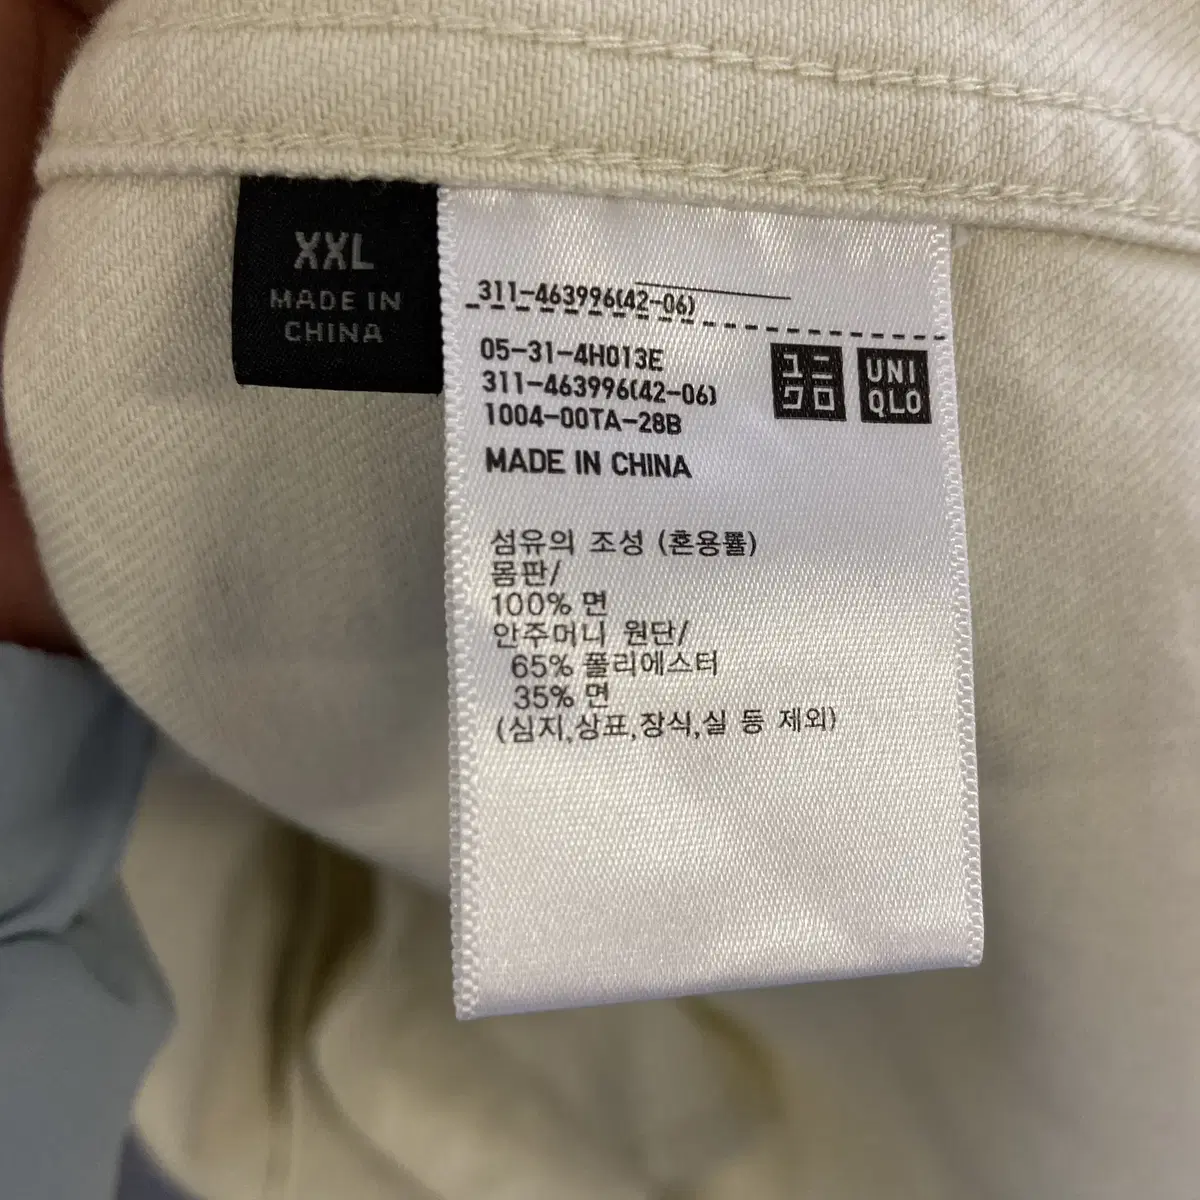 XXL
MADE IN
CHINA
311-463996(42-06)
05-31-4H013E
311-463996(42-06)
1004-00TA-28B
MADE IN CHINA
ユニ
クロ
UNI
QLO
섬유의 조성 (혼용률)
몸판/
100% 면
안주머니 원단/
65% 폴리에스터
35% 면
(심지,상표,장식,실 등 제외)